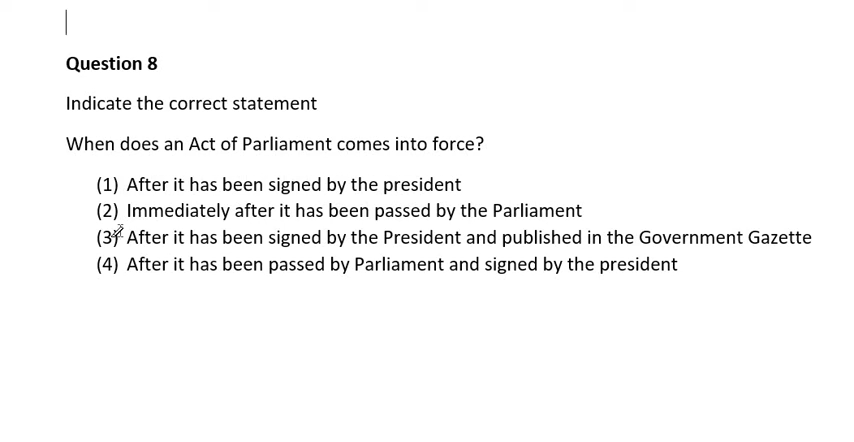 Question 8
Indicate the correct statement
When does an Act of Parliament comes into force?
(1) After it has been signed by the president
(2) Immediately after it has been passed by the Parliament
(3) After it has been signed by the President and published in the Government Gazette
(4) After it has been passed by Parliament and signed by the president